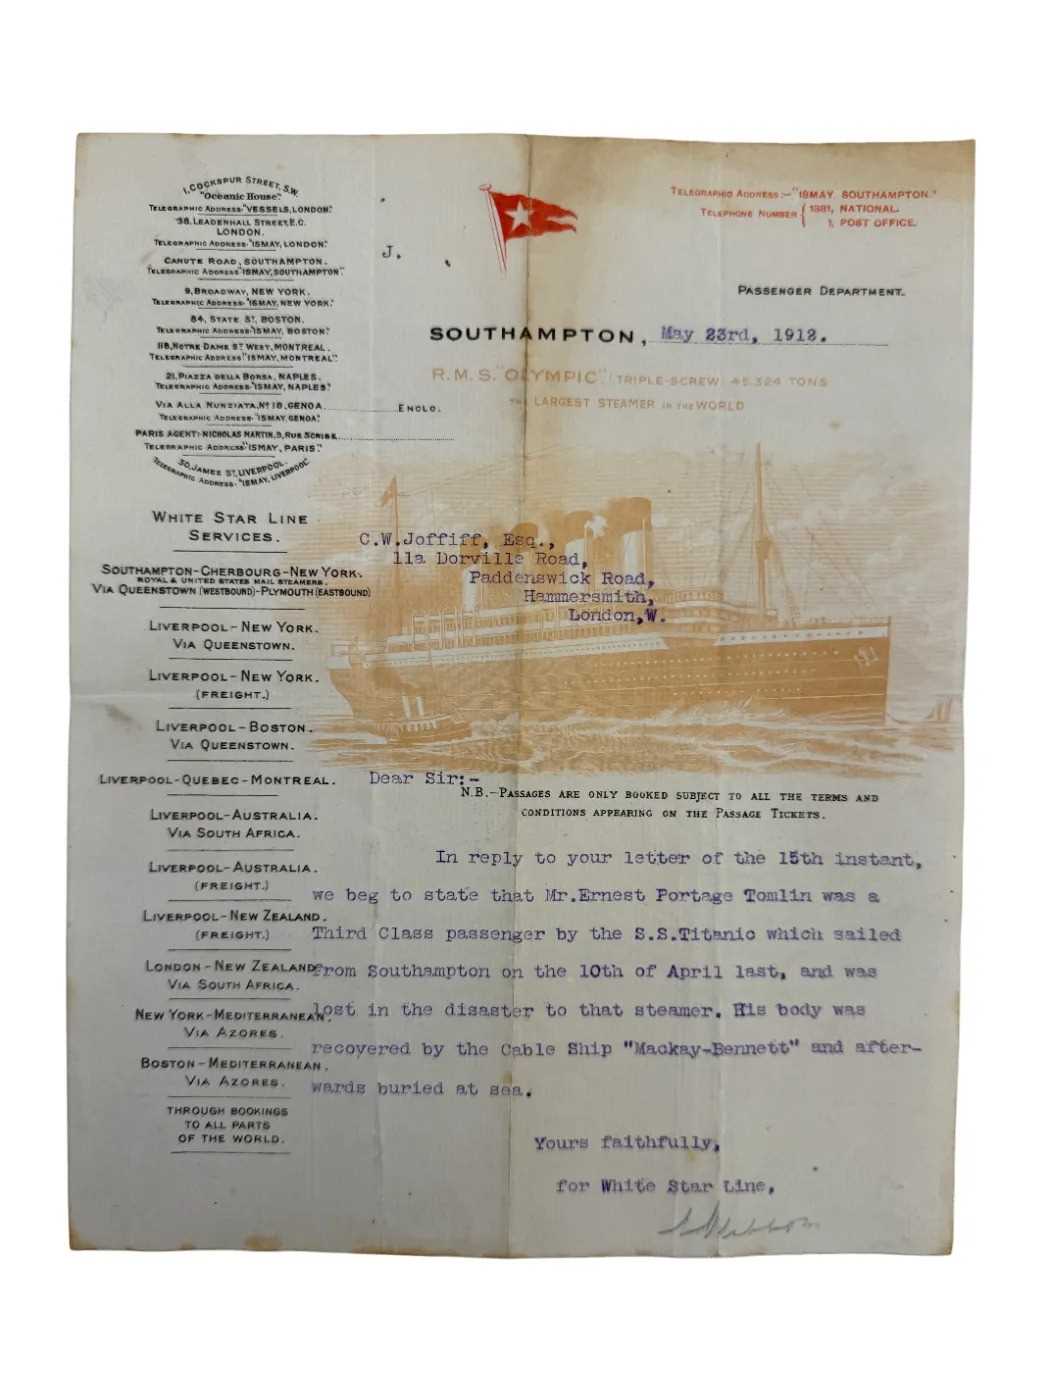 1, COCKSPUR STREET, S.W.
"Oceanic House".
TELEGRAPHIC ADDRESS-"VESSELS, LONDON."
38, LEADENHALL STREET, E.C.
LONDON.
TELEGRAPHIC ADDRESS-"ISMAY, LONDON."
CANUTE ROAD, SOUTHAMPTON.
TELEGRAPHIC ADDRESS-"ISMAY, SOUTHAMPTON."
9, BROADWAY, NEW YORK.
TELEGRAPHIC ADDRESS-"ISMAY, NEW YORK."
84, STATE ST, BOSTON.
TELEGRAPHIC ADDRESS-"ISMAY, BOSTON."
118, NOTRE DAME ST WEST, MONTREAL.
TELEGRAPHIC ADDRESS-"ISMAY, MONTREAL".
21, PIAZZA DELLA BORSA, NAPLES.
TELEGRAPHIC ADDRESS-"ISMAY, NAPLES."
VIA ALLA NUNZIATA, No 18, GENOA.
TELEGRAPHIC ADDRESS-"ISMAY, GENOA."
PARIS AGENT: NICHOLAS MARTIN, 9, RUE SCRIBE
TELEGRAPHIC ADDRESS-"ISMAY, PARIS".
30, JAMES ST, LIVERPOOL.
TELEGRAPHIC ADDRESS-"ISMAY, LIVERPOOL"
ENCLO.
J.
TELEGRAPHIC ADDRESS:-"ISMAY, SOUTHAMPTON."
TELEPHONE NUMBER { 1381, NATIONAL.
1, POST OFFICE.
PASSENGER DEPARTMENT.
SOUTHAMPTON, May 23rd, 1912.
R.M.S. "OLYMPIC". (TRIPLE-SCREW) 45,324 TONS
THE LARGEST STEAMER IN THE WORLD
WHITE STAR LINE
SERVICES.
SOUTHAMPTON-CHERBOURG-NEW YORK.
ROYAL & UNITED STATES MAIL STEAMERS.
VIA QUEENSTOWN (WESTBOUND)-PLYMOUTH (EASTBOUND)
LIVERPOOL-NEW YORK.
VIA QUEENSTOWN.
LIVERPOOL-NEW YORK.
(FREIGHT.)
LIVERPOOL-BOSTON.
VIA QUEENSTOWN.
LIVERPOOL-QUEBEC-MONTREAL.
LIVERPOOL-AUSTRALIA.
VIA SOUTH AFRICA.
LIVERPOOL-AUSTRALIA.
(FREIGHT.)
LIVERPOOL-NEW ZEALAND.
(FREIGHT.)
LONDON-NEW ZEALAND
VIA SOUTH AFRICA.
NEW YORK-MEDITERRANEAN.
VIA AZORES.
BOSTON-MEDITERRANEAN.
VIA AZORES.
THROUGH BOOKINGS
TO ALL PARTS
OF THE WORLD.
C.W.Joffiff, Esq.,
11a Dorville Road,
Paddenswick Road,
Hammersmith,
London,W.
Dear Sir:-
N.B.-PASSAGES ARE ONLY BOOKED SUBJECT TO ALL THE TERMS AND
CONDITIONS APPEARING ON THE PASSAGE TICKETS.
In reply to your letter of the 15th instant,
we beg to state that Mr.Ernest Portage Tomlin was a
Third Class passenger by the S.S.Titanic which sailed
from Southampton on the 10th of April last, and was
lost in the disaster to that steamer. His body was
recovered by the Cable Ship "Mackay-Bennett" and after-
wards buried at sea.
Yours faithfully,
for White Star Line,